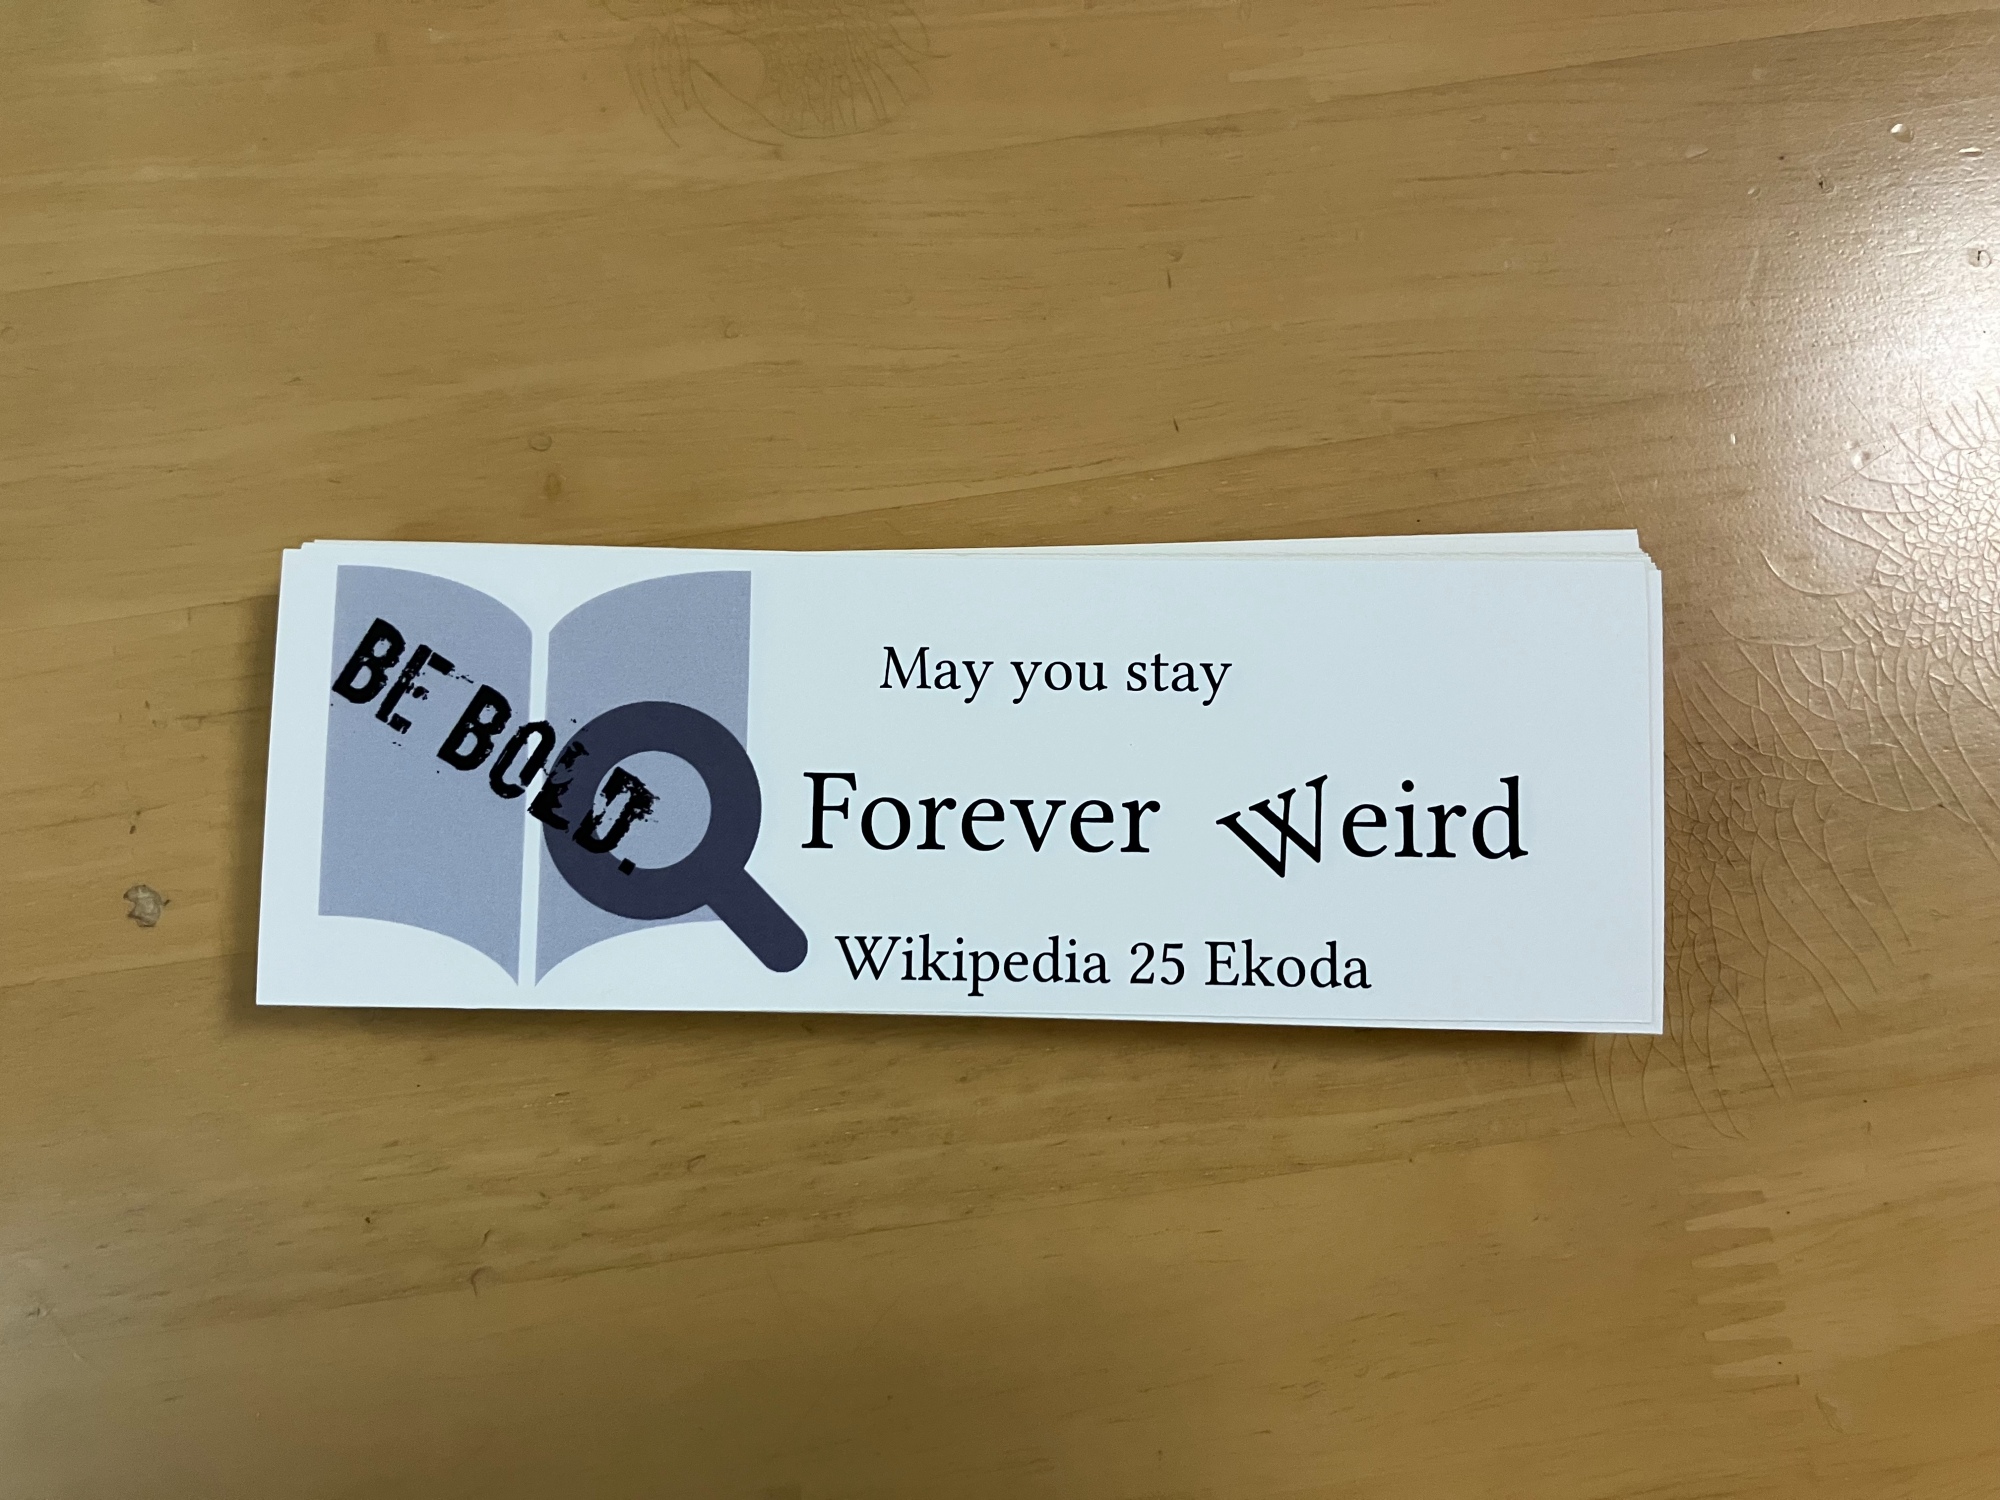 BE BOLD.
May you stay
Forever Weird
Wikipedia 25 Ekoda